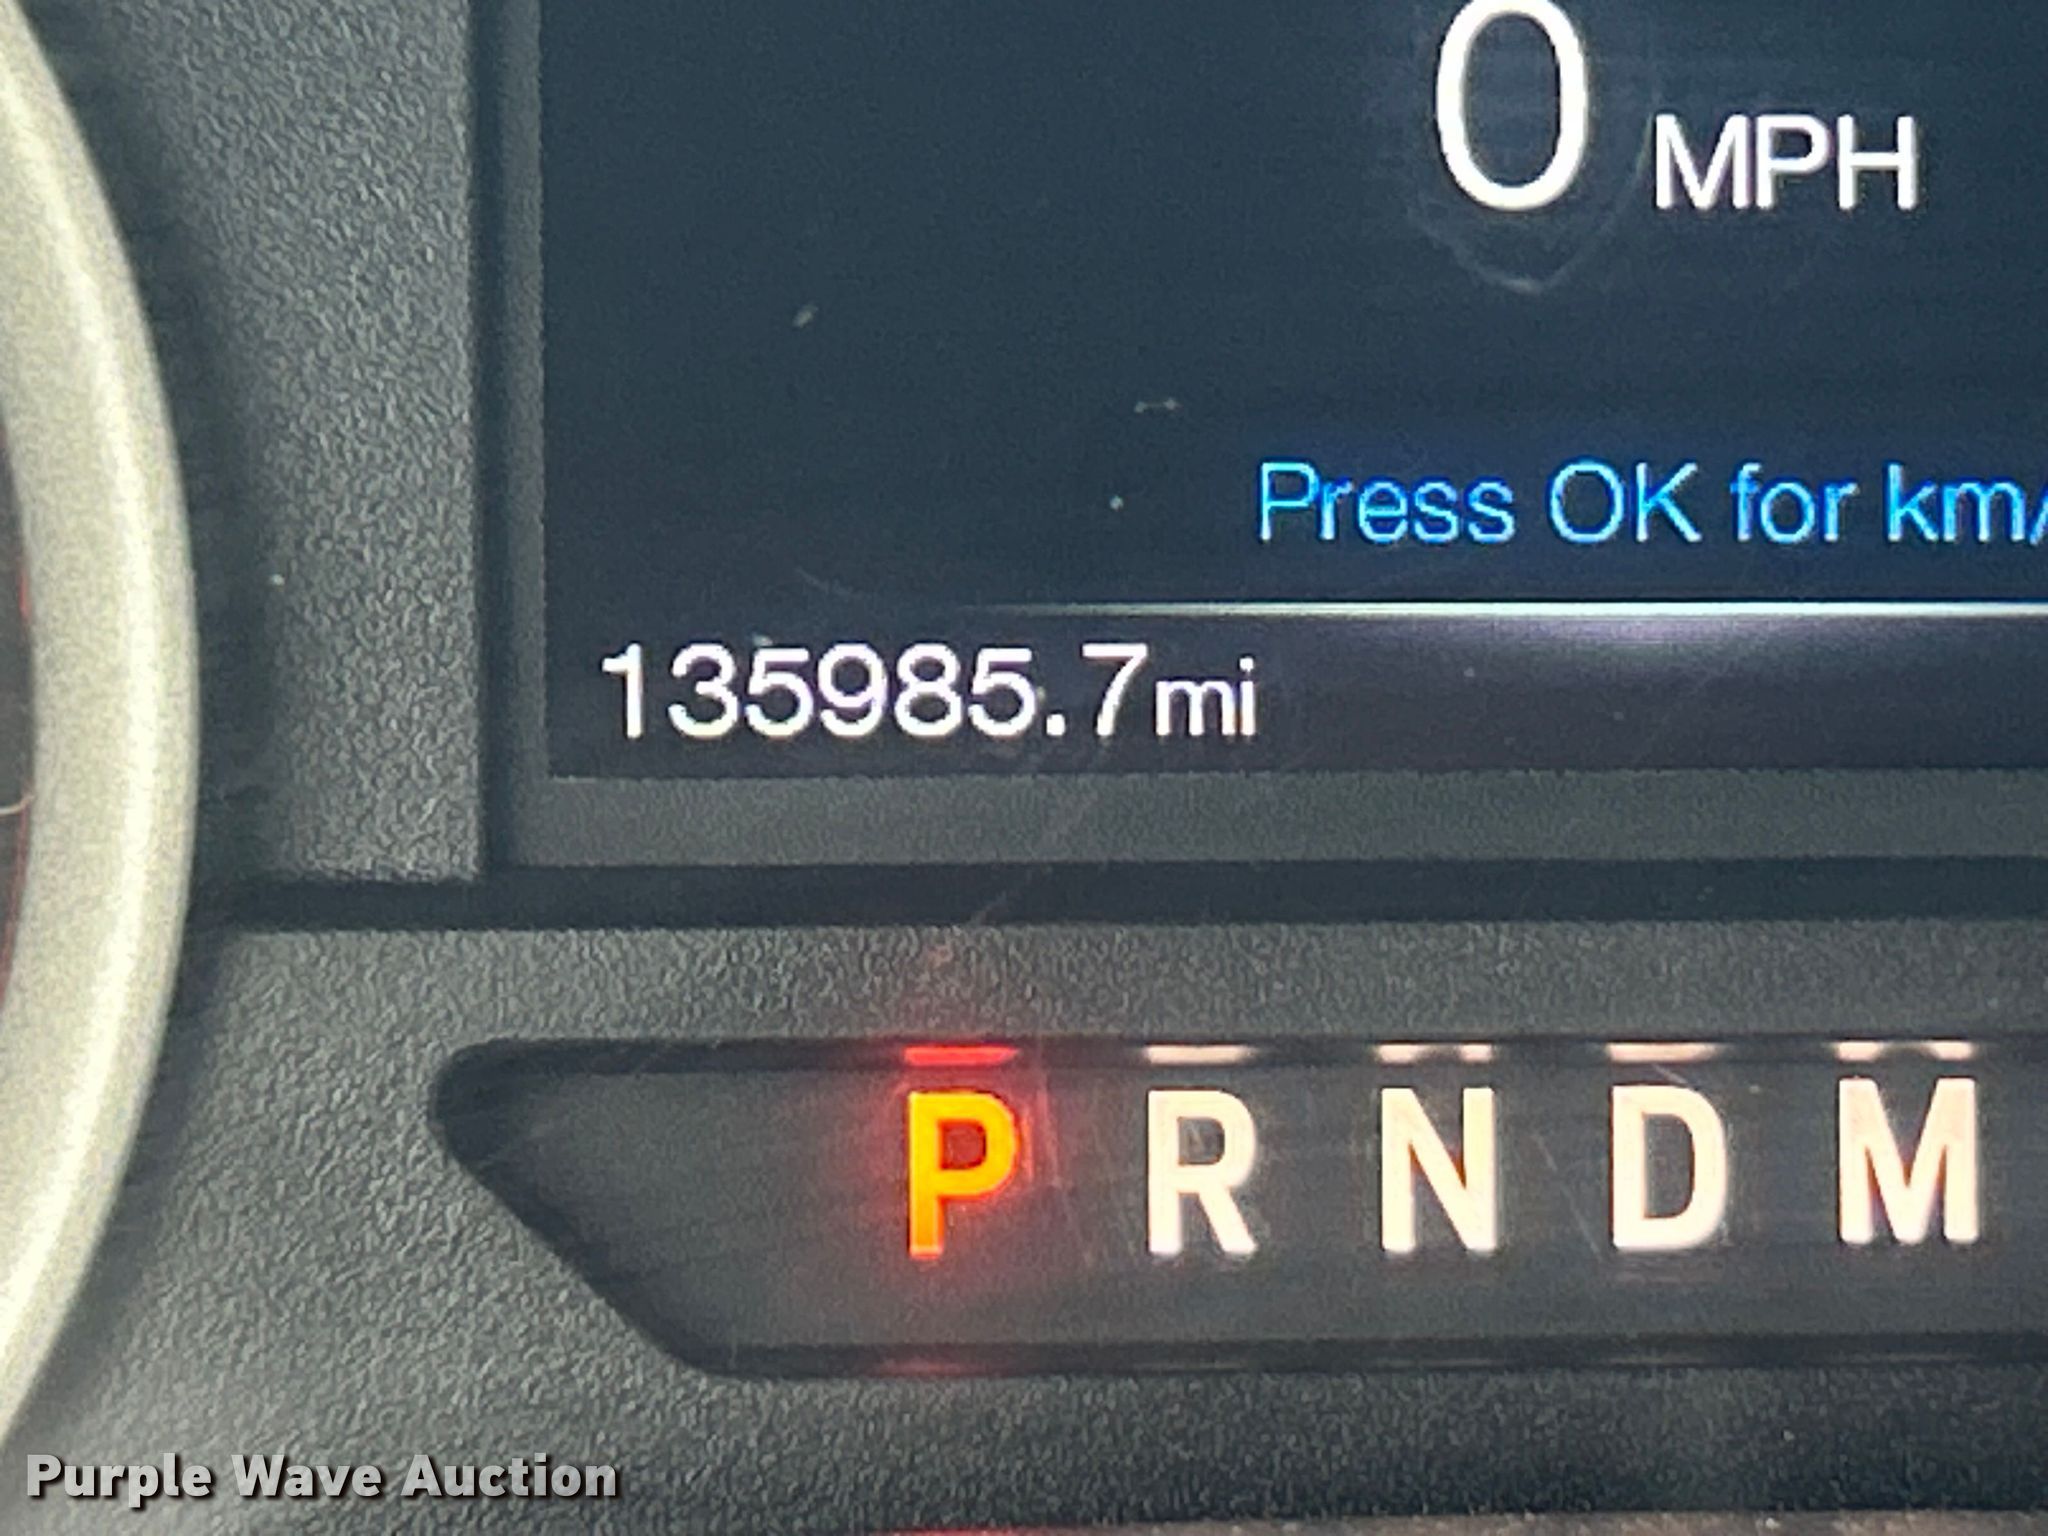 0 MPH
Press OK for km/
135985.7mi
P R N D M
Purple Wave Auction